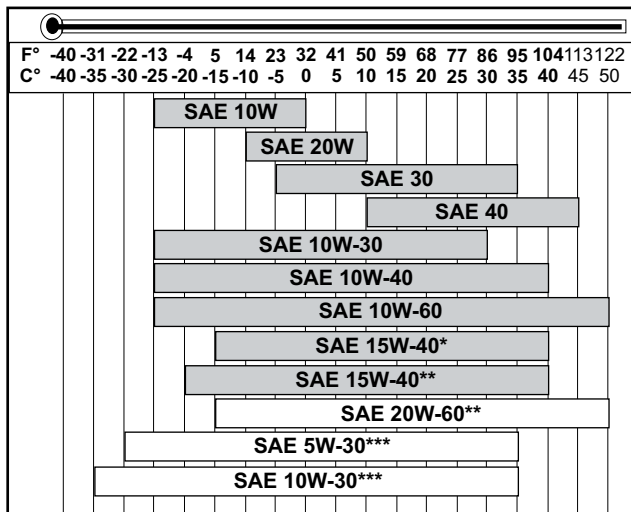 F° -40 -31 -22 -13 -4 5 14 23 32 41 50 59 68 77 86 95 104 113 122
C° -40 -35 -30 -25 -20 -15 -10 -5 0 5 10 15 20 25 30 35 40 45 50
SAE 10W
SAE 20W
SAE 30
SAE 40
SAE 10W-30
SAE 10W-40
SAE 10W-60
SAE 15W-40*
SAE 15W-40**
SAE 20W-60**
SAE 5W-30***
SAE 10W-30***